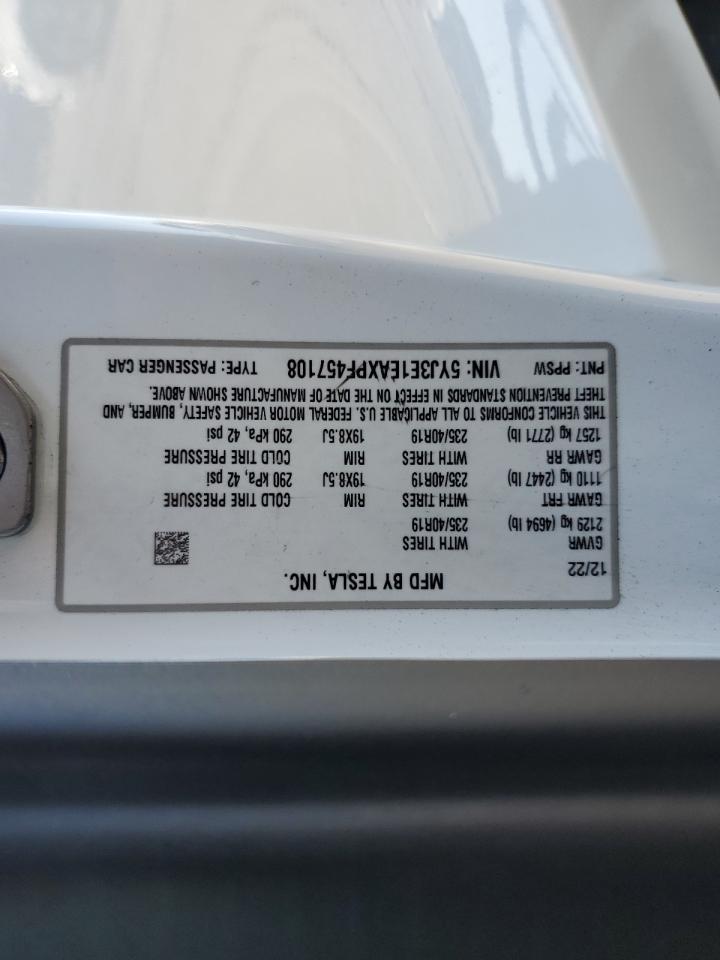 MFD BY TESLA, INC.
12/22
GVWR WITH TIRES
2129 kg (4694 lb) 235/40R19
GAWR FRT WITH TIRES RIM COLD TIRE PRESSURE
1110 kg (2447 lb) 235/40R19 19X8.5J 290 kPa, 42 psi
GAWR RR WITH TIRES RIM COLD TIRE PRESSURE
1257 kg (2771 lb) 235/40R19 19X8.5J 290 kPa, 42 psi
THIS VEHICLE CONFORMS TO ALL APPLICABLE U.S. FEDERAL MOTOR VEHICLE SAFETY, BUMPER, AND
THEFT PREVENTION STANDARDS IN EFFECT ON THE DATE OF MANUFACTURE SHOWN ABOVE.
PNT: PPSW VIN: 5YJ3E1EAXPF457108 TYPE: PASSENGER CAR